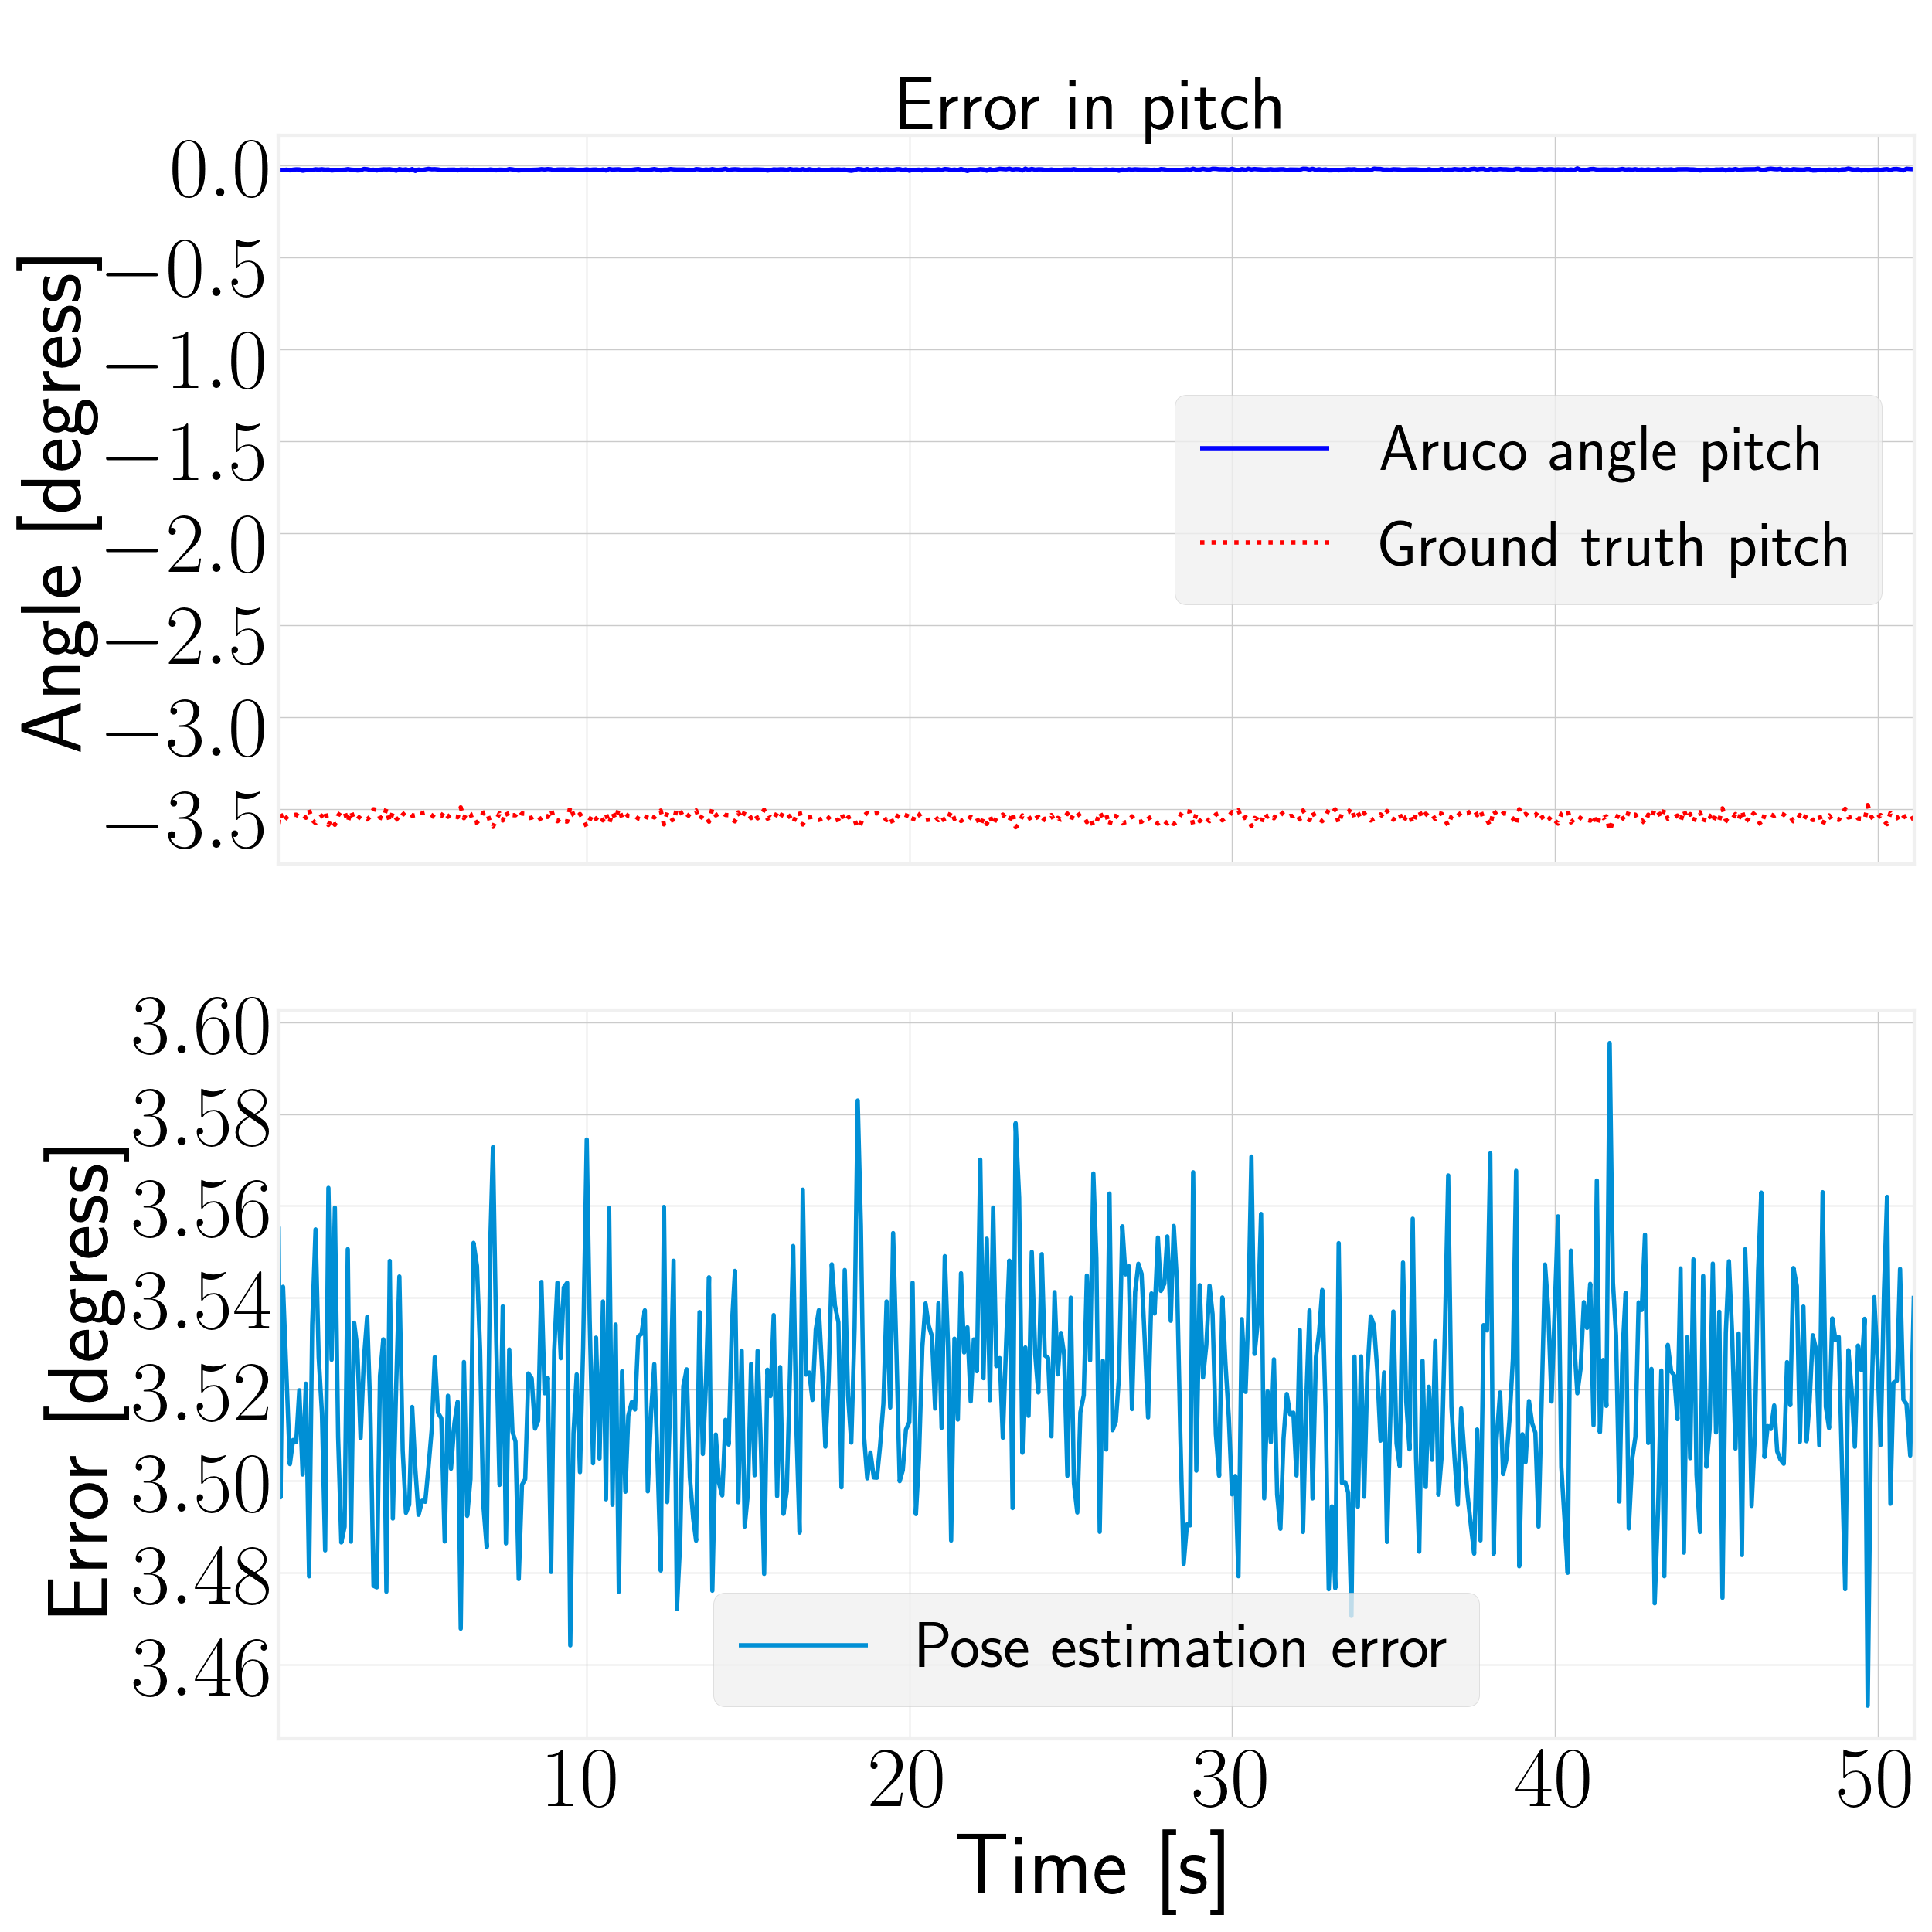 Error in pitch
Angle [degress]
0.0
−0.5
−1.0
−1.5
−2.0
−2.5
−3.0
−3.5
Aruco angle pitch
Ground truth pitch
Error [degress]
3.60
3.58
3.56
3.54
3.52
3.50
3.48
3.46
Pose estimation error
10 20 30 40 50
Time [s]